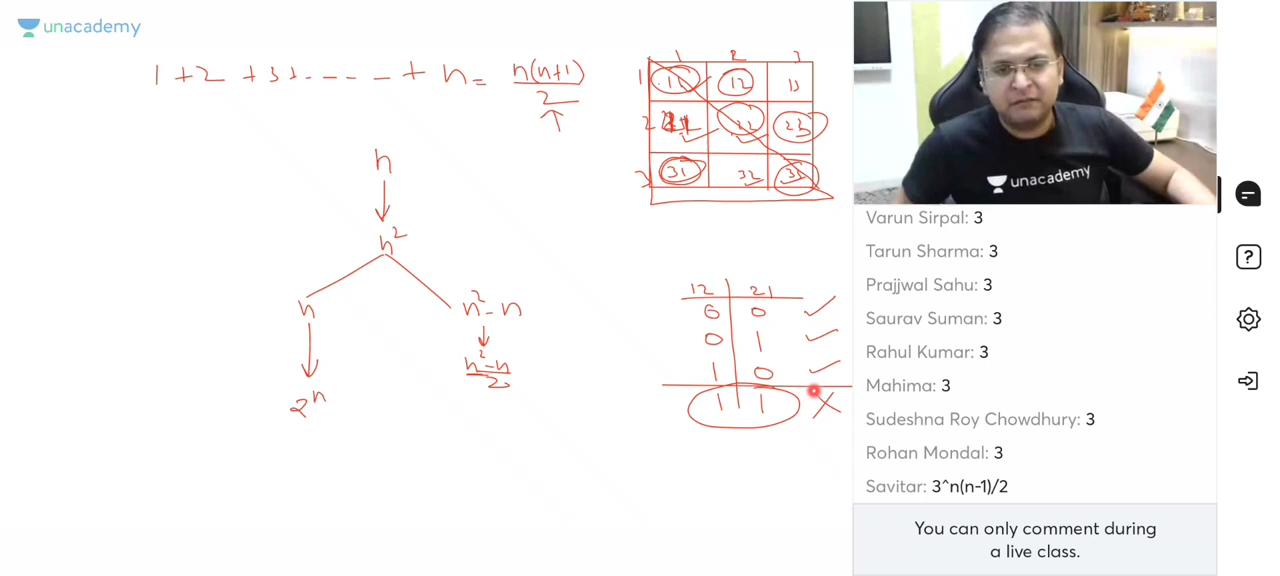 unacademy
1 + 2 + 33 ------ + n = n(n+1)/2
n
n²
n n²-n
n²-n/2
2ⁿ
1 2 3
1 11 12 13
2 21 22 23
3 31 32 33
12 21
0 0 ✓
0 1 ✓
1 0 ✓
1 1 ✗
unacademy
Varun Sirpal: 3
Tarun Sharma: 3
Prajjwal Sahu: 3
Saurav Suman: 3
Rahul Kumar: 3
Mahima: 3
Sudeshna Roy Chowdhury: 3
Rohan Mondal: 3
Savitar: 3^n(n-1)/2
You can only comment during
a live class.